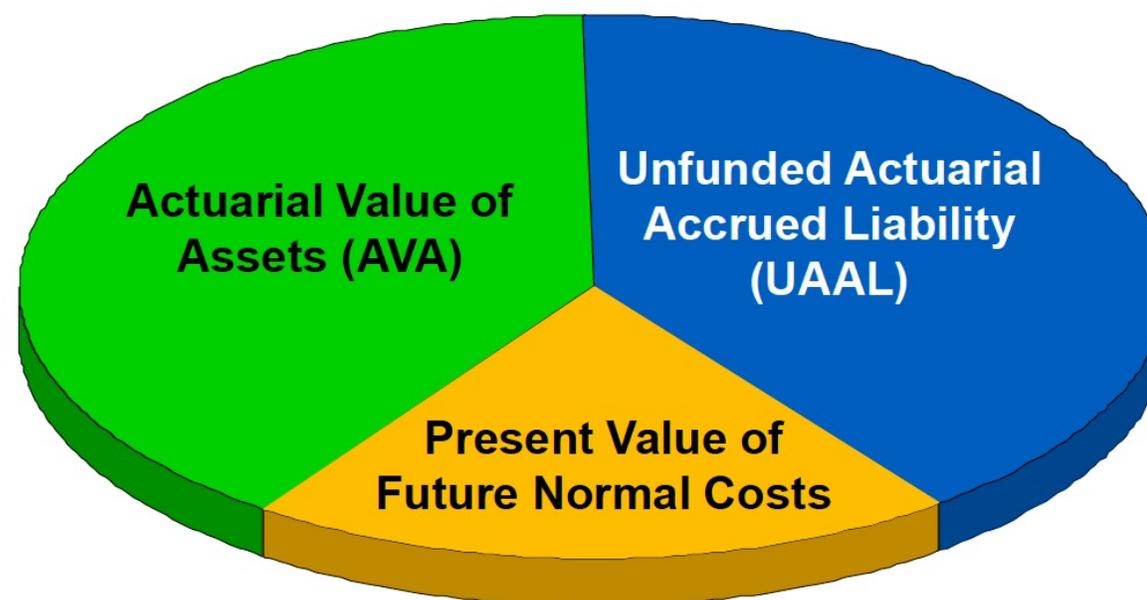 Actuarial Value of
Assets (AVA)
Unfunded Actuarial
Accrued Liability
(UAAL)
Present Value of
Future Normal Costs